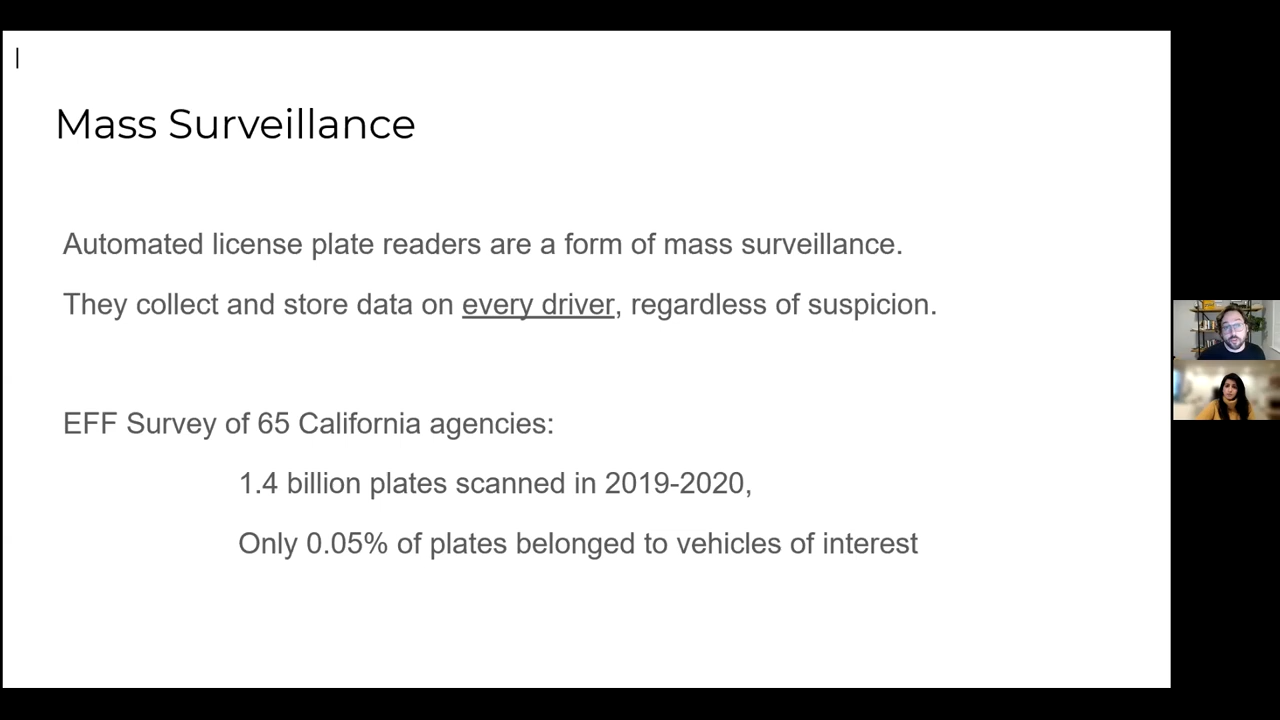 Mass Surveillance
Automated license plate readers are a form of mass surveillance.
They collect and store data on every driver, regardless of suspicion.
EFF Survey of 65 California agencies:
1.4 billion plates scanned in 2019-2020,
Only 0.05% of plates belonged to vehicles of interest